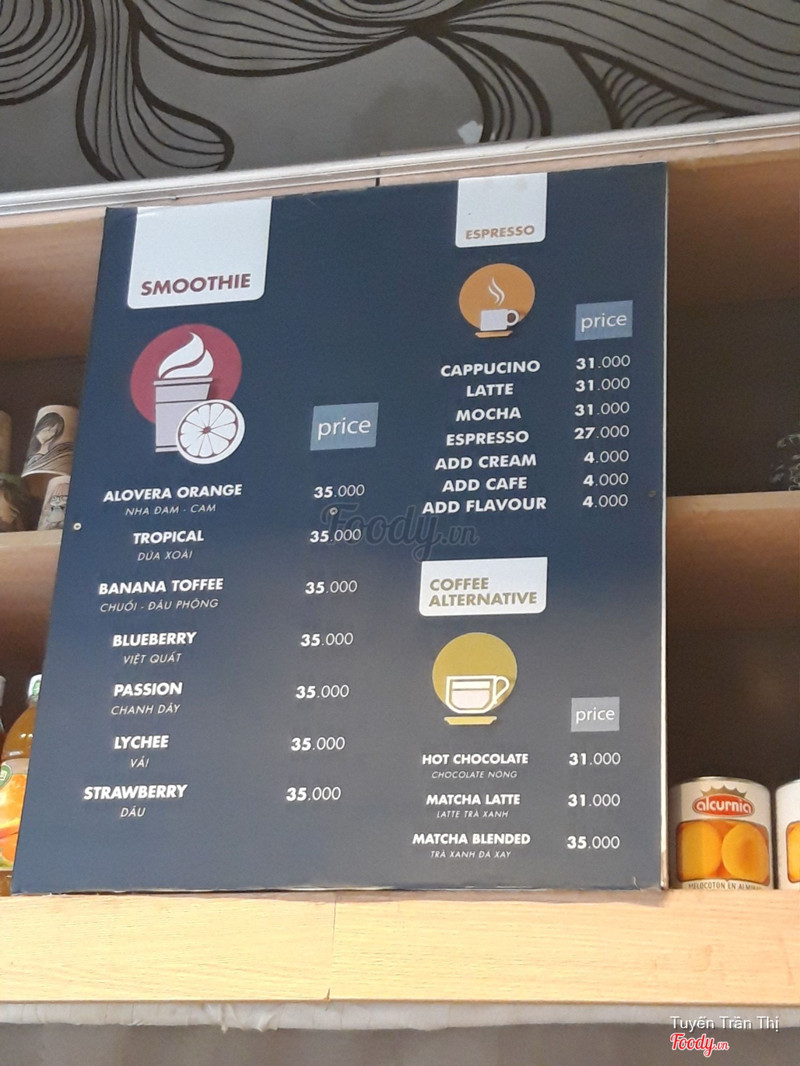 SMOOTHIE
price
ALOVERA ORANGE 35.000
NHA ĐAM - CAM
TROPICAL 35.000
DỨA XOÀI
BANANA TOFFEE 35.000
CHUỐI - ĐẬU PHỘNG
BLUEBERRY 35.000
VIỆT QUẤT
PASSION 35.000
CHANH DÂY
LYCHEE 35.000
VẢI
STRAWBERRY 35.000
DÂU
ESPRESSO
price
CAPPUCINO 31.000
LATTE 31.000
MOCHA 31.000
ESPRESSO 27.000
ADD CREAM 4.000
ADD CAFE 4.000
ADD FLAVOUR 4.000
COFFEE
ALTERNATIVE
price
HOT CHOCOLATE 31.000
CHOCOLATE NÓNG
MATCHA LATTE 31.000
LATTE TRÀ XANH
MATCHA BLENDED 35.000
TRÀ XANH ĐÁ XAY
Foody.vn
alcurnia
Tuyến Trần Thị
Foody.vn